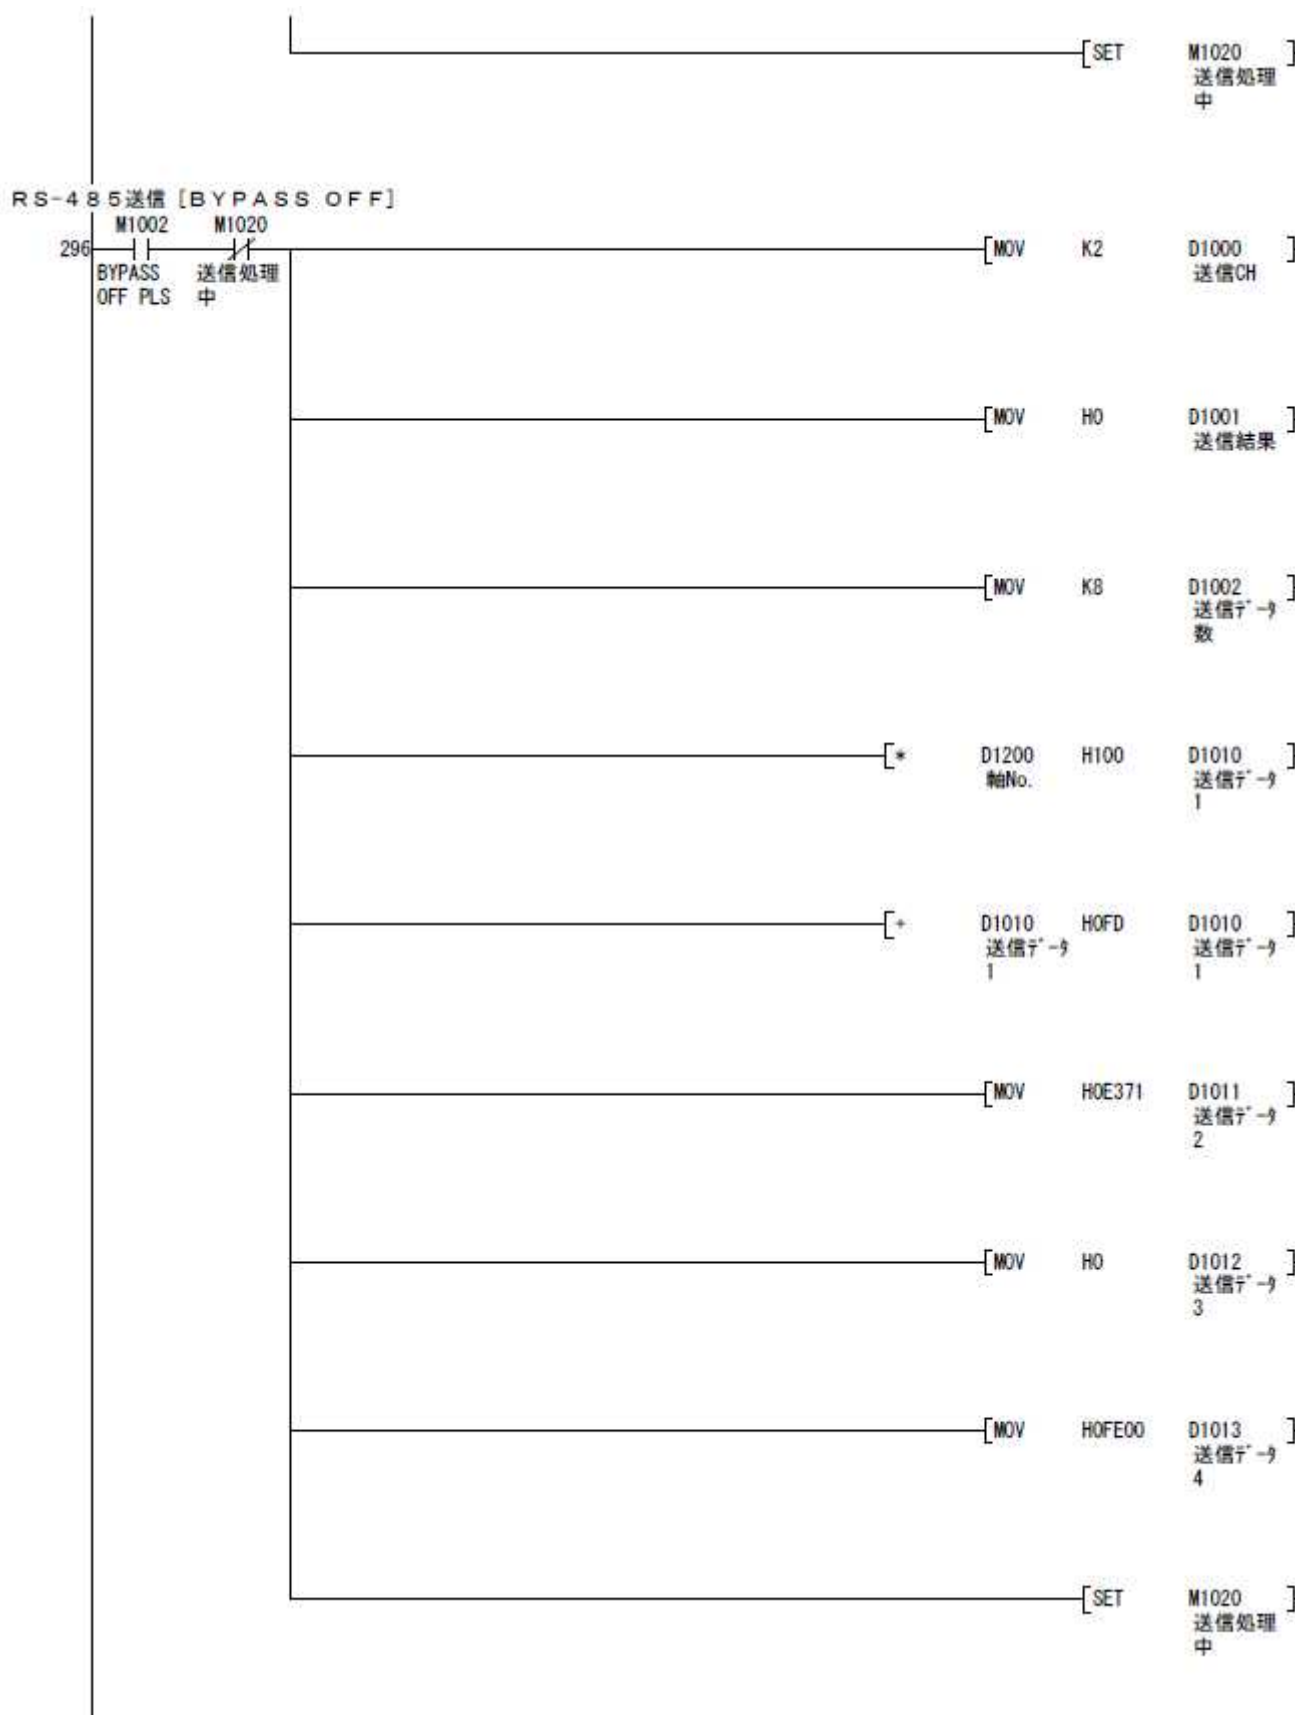 [SET M1020 ]
送信処理
中
RS-485送信［BYPASS OFF］
M1002 M1020
296 [MOV K2 D1000 ]
BYPASS 送信処理 送信CH
OFF PLS 中
[MOV H0 D1001 ]
送信結果
[MOV K8 D1002 ]
送信ﾃﾞｰﾀ
数
[* D1200 H100 D1010 ]
軸No. 送信ﾃﾞｰﾀ
1
[+ D1010 H0FD D1010 ]
送信ﾃﾞｰﾀ 送信ﾃﾞｰﾀ
1 1
[MOV H0E371 D1011 ]
送信ﾃﾞｰﾀ
2
[MOV H0 D1012 ]
送信ﾃﾞｰﾀ
3
[MOV H0FE00 D1013 ]
送信ﾃﾞｰﾀ
4
[SET M1020 ]
送信処理
中